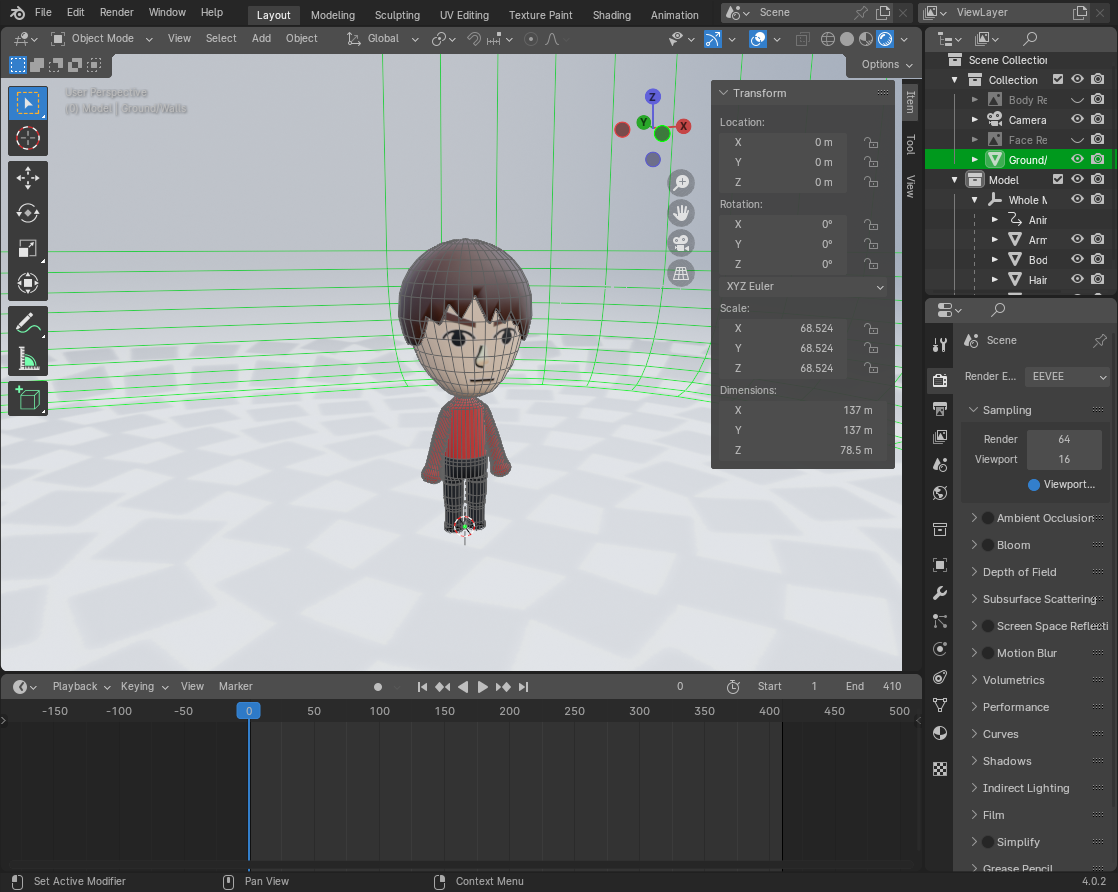 File Edit Render Window Help Layout Modeling Sculpting UV Editing Texture Paint Shading Animation Scene ViewLayer
Object Mode View Select Add Object Global
Options
User Perspective
(0) Model | Ground/Walls
Z
Y
X
Transform
Location:
X 0 m
Y 0 m
Z 0 m
Rotation:
X 0°
Y 0°
Z 0°
XYZ Euler
Scale:
X 68.524
Y 68.524
Z 68.524
Dimensions:
X 137 m
Y 137 m
Z 78.5 m
Item
Tool
View
Scene Collection
Collection
Body Re
Camera
Face Re
Ground/
Model
Whole M
Anir
Arm
Bod
Hair
Scene
Render E... EEVEE
Sampling
Render 64
Viewport 16
Viewport...
Ambient Occlusion
Bloom
Depth of Field
Subsurface Scattering
Screen Space Reflecti
Motion Blur
Volumetrics
Performance
Curves
Shadows
Indirect Lighting
Film
Simplify
Grease Pencil
Playback Keying View Marker 0 Start 1 End 410
-150 -100 -50 0 50 100 150 200 250 300 350 400 450 500
Set Active Modifier Pan View Context Menu 4.0.2